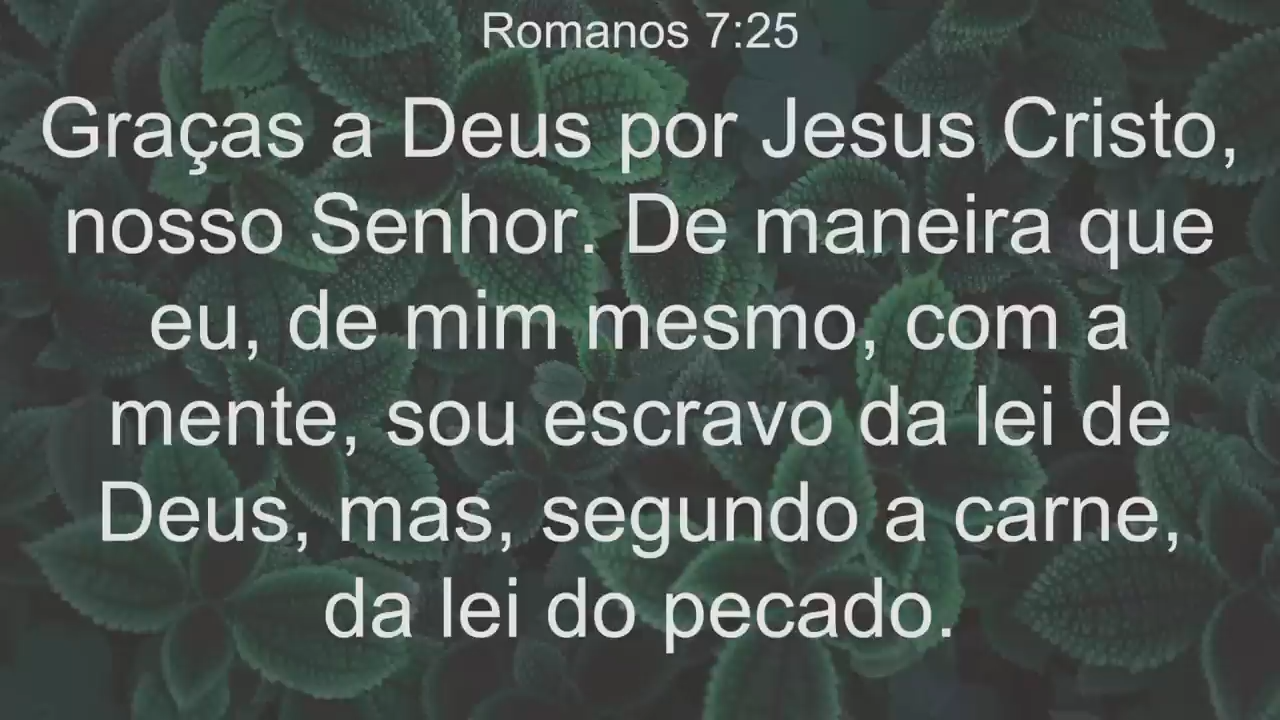 Romanos 7:25
Graças a Deus por Jesus Cristo,
nosso Senhor. De maneira que
eu, de mim mesmo, com a
mente, sou escravo da lei de
Deus, mas, segundo a carne,
da lei do pecado.